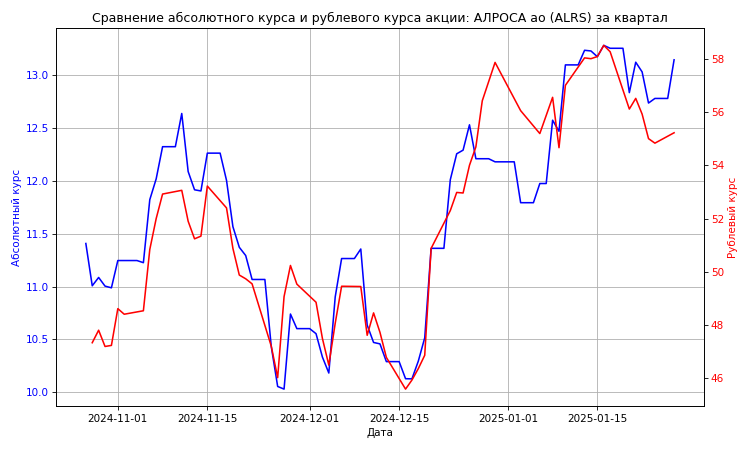 Сравнение абсолютного курса и рублевого курса акции: АЛРОСА ао (ALRS) за квартал
Абсолютный курс
13.0
12.5
12.0
11.5
11.0
10.5
10.0
58
56
54
52
50
48
46
Рублевый курс
2024-11-01 2024-11-15 2024-12-01 2024-12-15 2025-01-01 2025-01-15
Дата